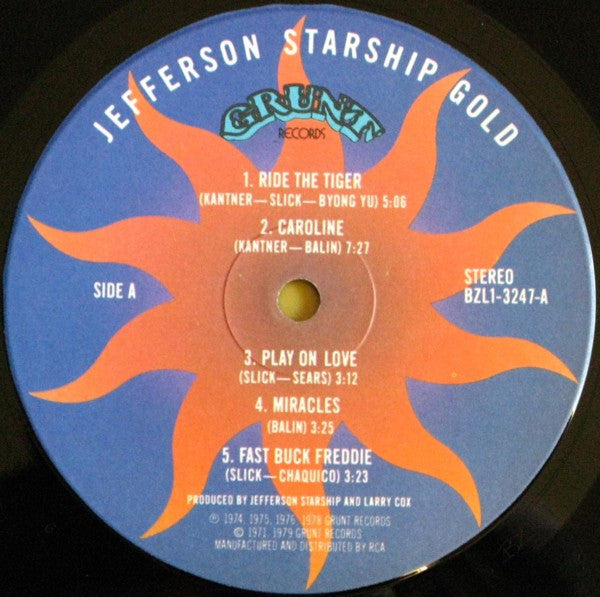 JEFFERSON STARSHIP GOLD
GRUNT
RECORDS
1. RIDE THE TIGER
(KANTNER—SLICK—BYONG YU) 5:06
2. CAROLINE
(KANTNER—BALIN) 7:27
SIDE A
STEREO
BZL1-3247-A
3. PLAY ON LOVE
(SLICK—SEARS) 3:12
4. MIRACLES
(BALIN) 3:25
5. FAST BUCK FREDDIE
(SLICK—CHAQUICO) 3:23
PRODUCED BY JEFFERSON STARSHIP AND LARRY COX
℗ 1974, 1975, 1976, 1978 GRUNT RECORDS
© 1971, 1979 GRUNT RECORDS
MANUFACTURED AND DISTRIBUTED BY RCA